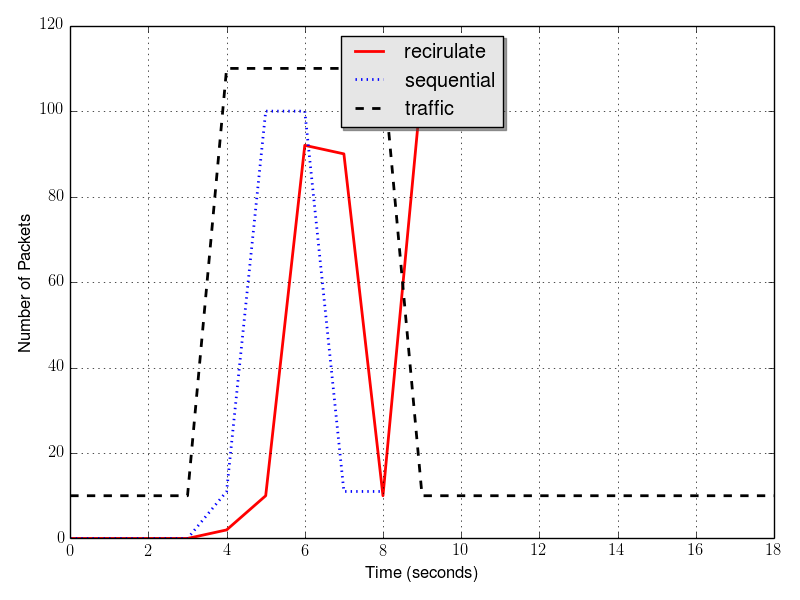 120
100
80
60
40
20
0
Number of Packets
recirulate
sequential
traffic
0 2 4 6 8 10 12 14 16 18
Time (seconds)